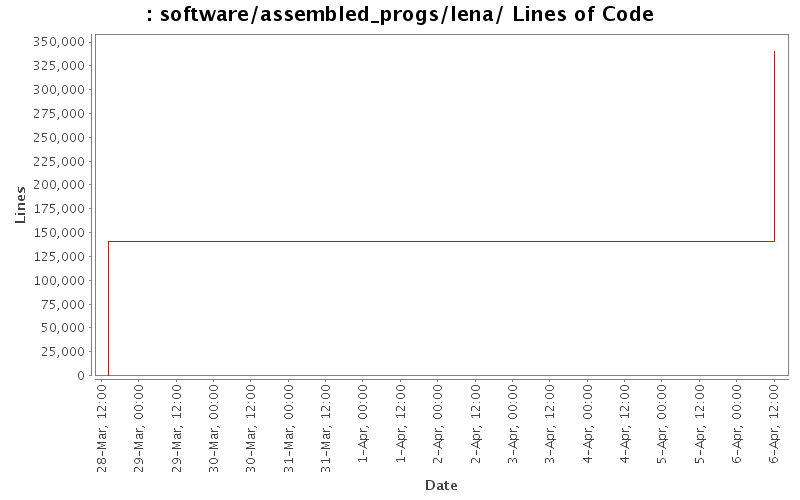 : software/assembled_progs/lena/ Lines of Code
350,000
325,000
300,000
275,000
250,000
225,000
200,000
175,000
150,000
125,000
100,000
75,000
50,000
25,000
0
Lines
28-Mar, 12:00
29-Mar, 00:00
29-Mar, 12:00
30-Mar, 00:00
30-Mar, 12:00
31-Mar, 00:00
31-Mar, 12:00
1-Apr, 00:00
1-Apr, 12:00
2-Apr, 00:00
2-Apr, 12:00
3-Apr, 00:00
3-Apr, 12:00
4-Apr, 00:00
4-Apr, 12:00
5-Apr, 00:00
5-Apr, 12:00
6-Apr, 00:00
6-Apr, 12:00
Date